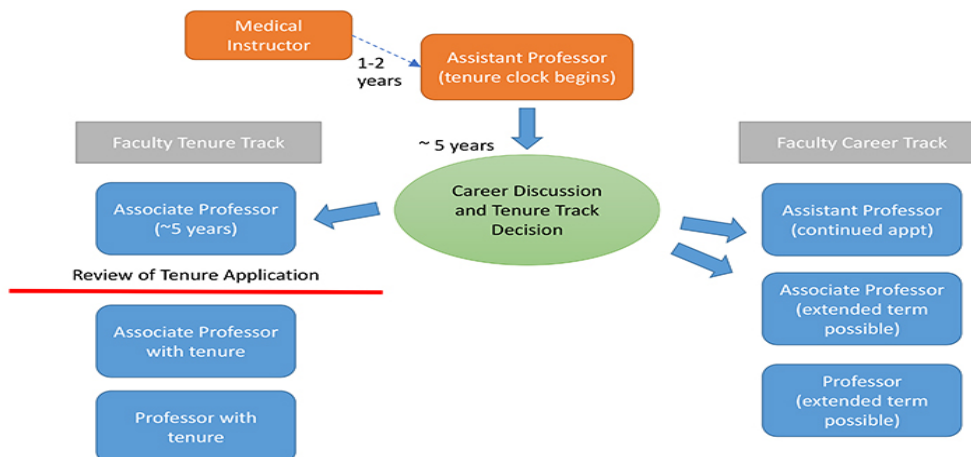 Medical
Instructor
1-2
years
Assistant Professor
(tenure clock begins)
~ 5 years
Faculty Tenure Track
Faculty Career Track
Career Discussion
and Tenure Track
Decision
Associate Professor
(~5 years)
Review of Tenure Application
Associate Professor
with tenure
Professor with
tenure
Assistant Professor
(continued appt)
Associate Professor
(extended term
possible)
Professor
(extended term
possible)